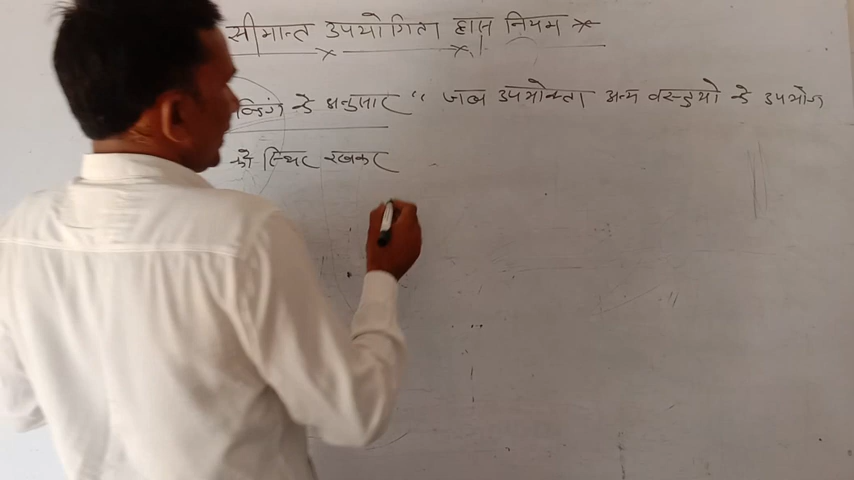 सीमान्त उपयोगिता ह्रास नियम
के अनुसार " जब उपभोक्ता अन्य वस्तुयो के उपभोग
को स्थिर रखकर